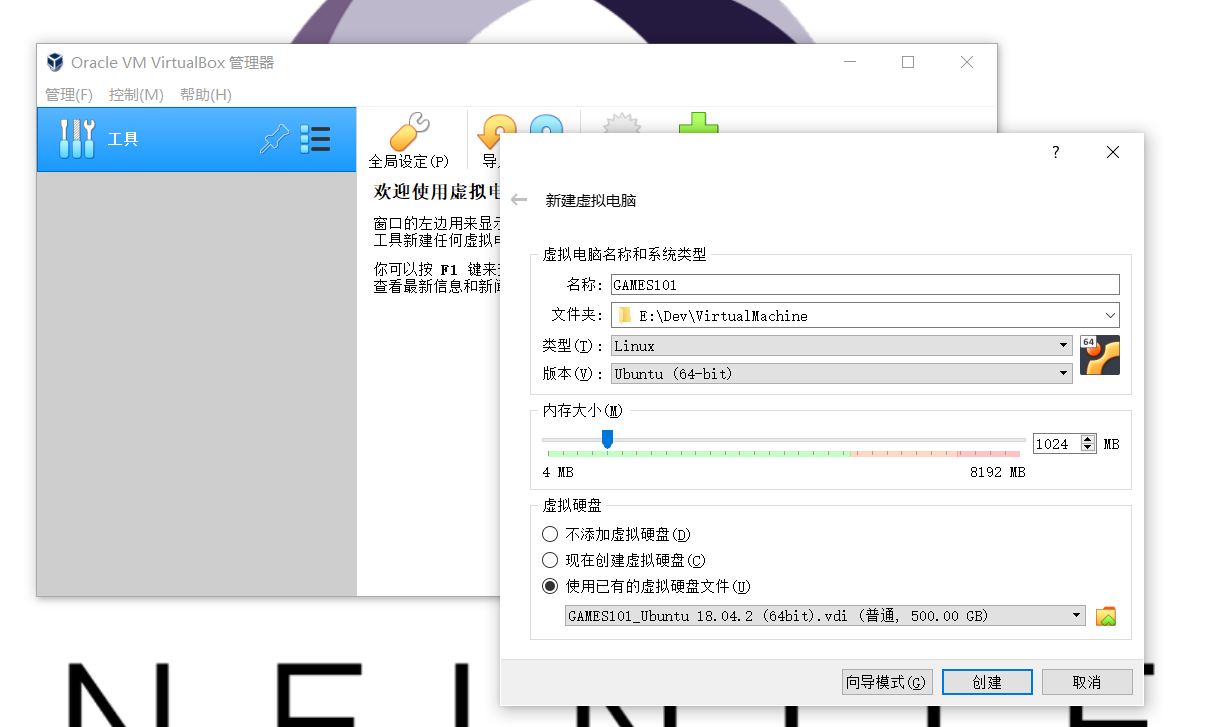 Oracle VM VirtualBox 管理器
管理(F) 控制(M) 帮助(H)
工具
全局设定(P)
欢迎使用虚拟
窗口的左边用来显
工具新建任何虚拟
你可以按 F1 键来
查看最新信息和新
?
新建虚拟电脑
虚拟电脑名称和系统类型
名称: GAMES101
文件夹: E:\Dev\VirtualMachine
类型(T): Linux
64
版本(V): Ubuntu (64-bit)
内存大小(M)
1024 MB
4 MB 8192 MB
虚拟硬盘
不添加虚拟硬盘(D)
现在创建虚拟硬盘(C)
使用已有的虚拟硬盘文件(U)
GAMES101_Ubuntu 18.04.2 (64bit).vdi (普通, 500.00 GB)
向导模式(G) 创建 取消